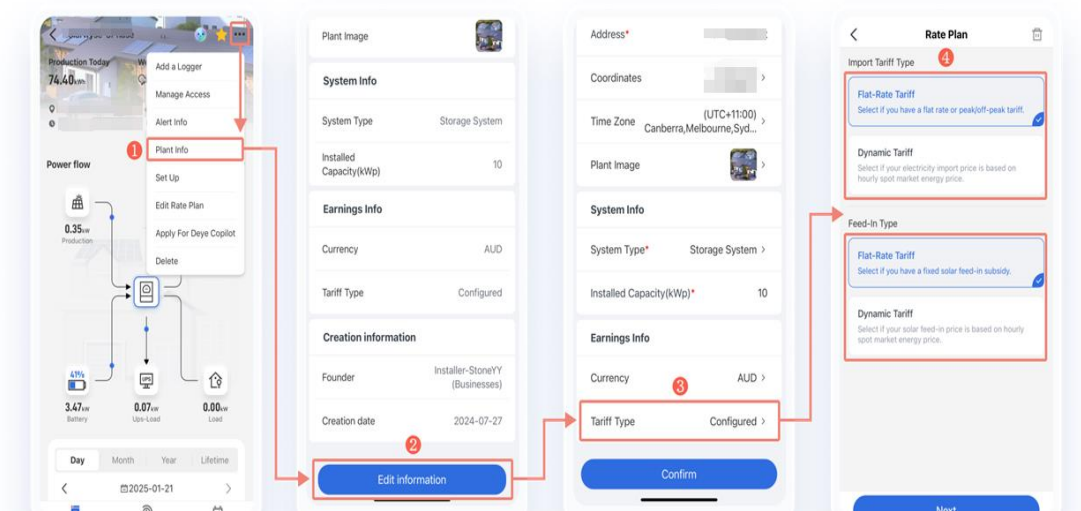 Production Today
74.40kWh
Add a Logger
Manage Access
Alert Info
1
Plant Info
Set Up
Edit Rate Plan
Apply For Deye Copilot
Delete
Power flow
0.35kW
Production
41%
3.47kW
Battery
UPS
0.07kW
Ups-Load
0.00kW
Load
Day Month Year Lifetime
2025-01-21
Plant Image
System Info
System Type Storage System
Installed
Capacity(kWp) 10
Earnings Info
Currency AUD
Tariff Type Configured
Creation information
Founder Installer-StoneYY
(Businesses)
Creation date 2024-07-27
2
Edit information
Address*
Coordinates
Time Zone (UTC+11:00)
Canberra,Melbourne,Syd...
Plant Image
System Info
System Type* Storage System
Installed Capacity(kWp)* 10
Earnings Info
Currency AUD
3
Tariff Type Configured
Confirm
Rate Plan
Import Tariff Type 4
Flat-Rate Tariff
Select if you have a flat rate or peak/off-peak tariff.
Dynamic Tariff
Select if your electricity import price is based on
hourly spot market energy price.
Feed-In Type
Flat-Rate Tariff
Select if you have a fixed solar feed-in subsidy.
Dynamic Tariff
Select if your solar feed-in price is based on hourly
spot market energy price.
Next